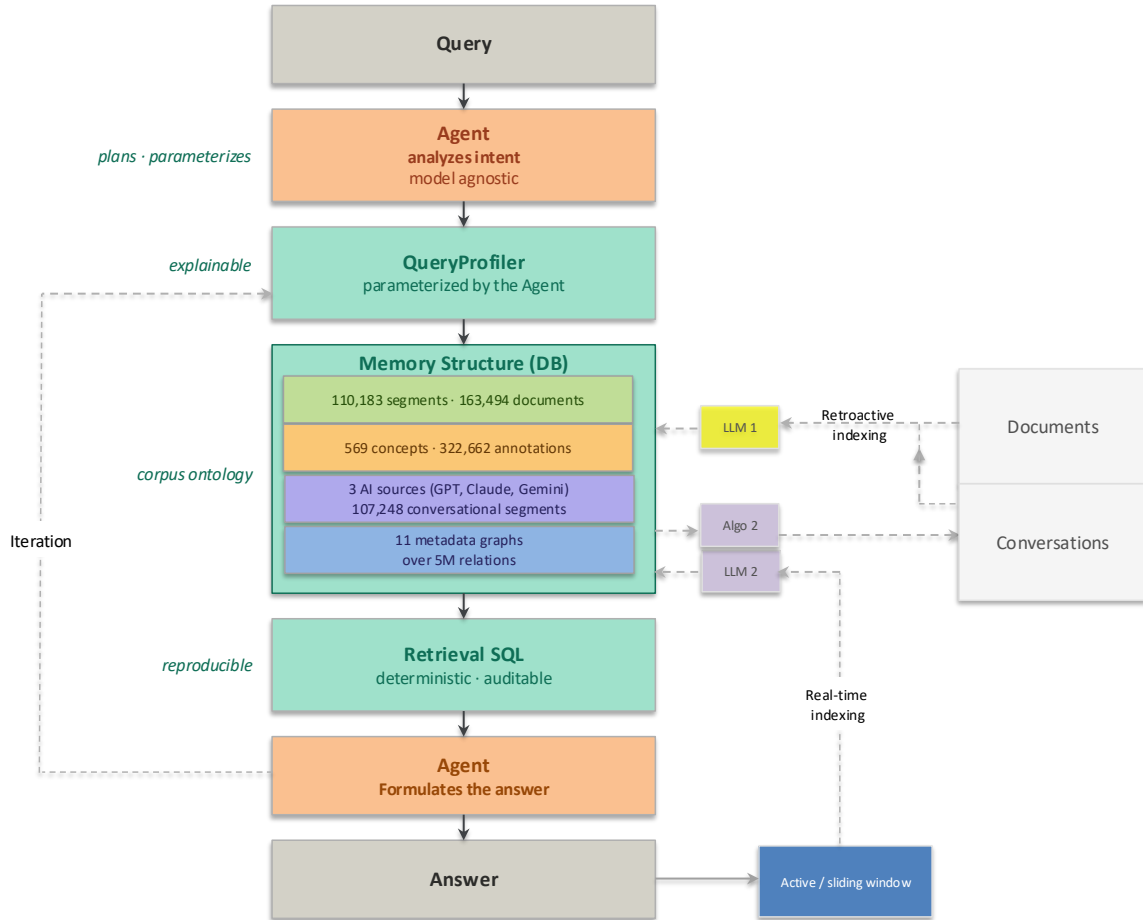 Query
Agent
analyzes intent
model agnostic
plans · parameterizes
QueryProfiler
parameterized by the Agent
explainable
Memory Structure (DB)
110,183 segments · 163,494 documents
569 concepts · 322,662 annotations
3 AI sources (GPT, Claude, Gemini)
107,248 conversational segments
11 metadata graphs
over 5M relations
corpus ontology
LLM 1
Retroactive
indexing
Documents
Algo 2
LLM 2
Conversations
Iteration
Retrieval SQL
deterministic · auditable
reproducible
Real-time
indexing
Agent
Formulates the answer
Answer
Active / sliding window